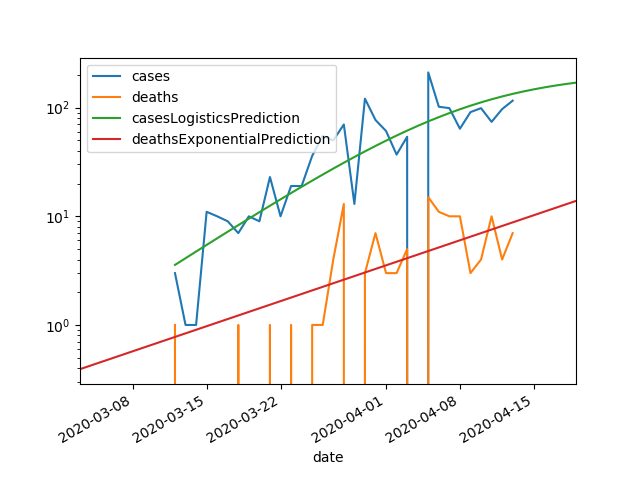 cases
deaths
casesLogisticsPrediction
deathsExponentialPrediction
10²
10¹
10⁰
2020-03-08
2020-03-15
2020-03-22
2020-04-01
2020-04-08
2020-04-15
date